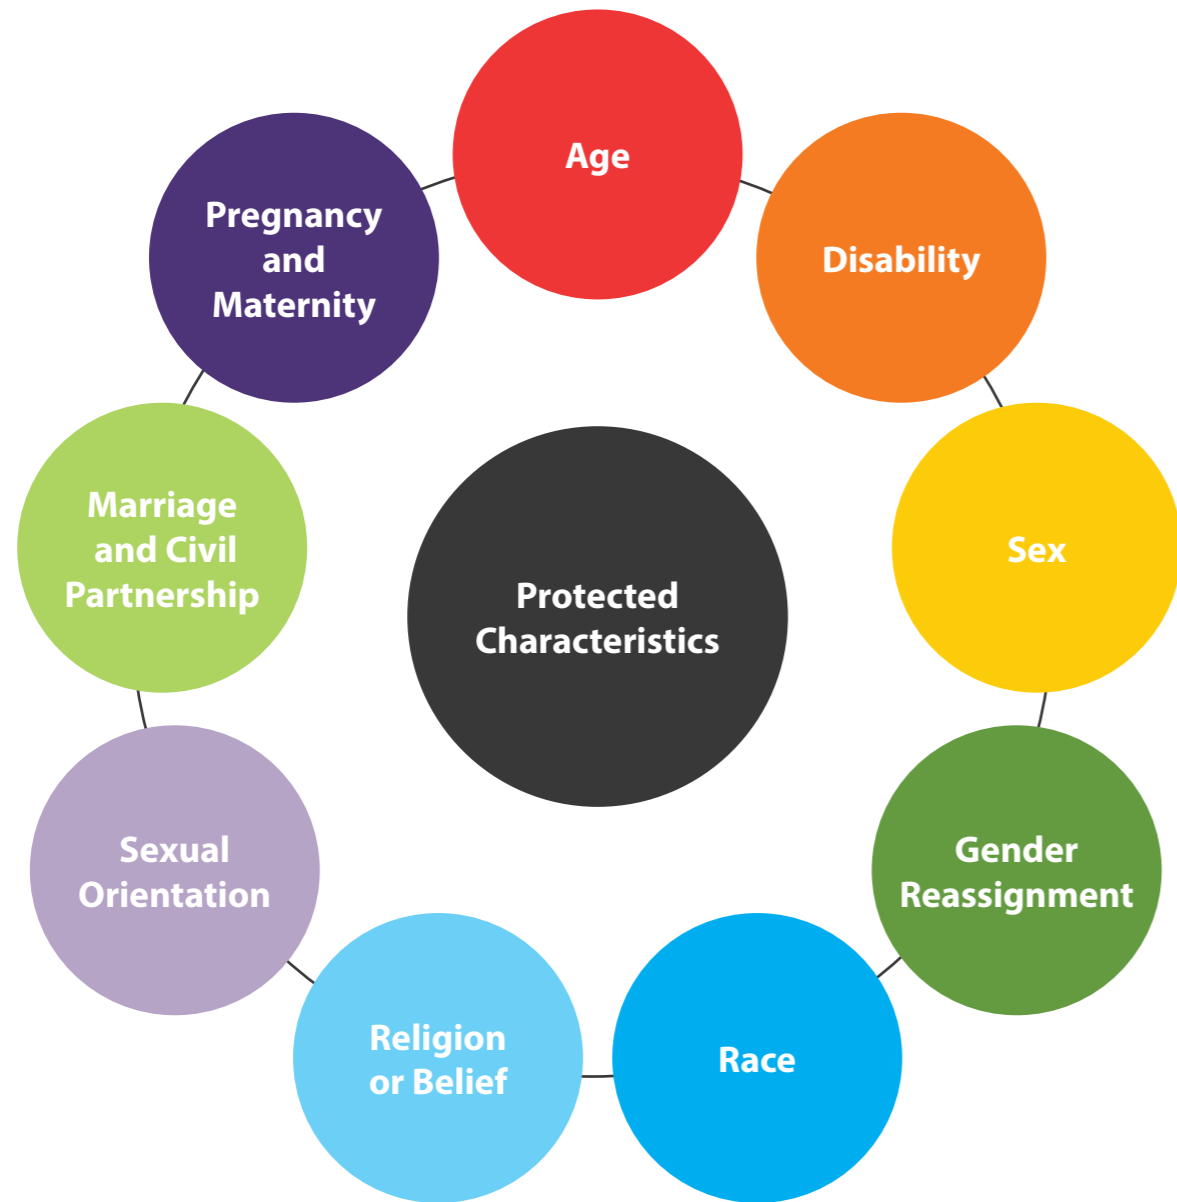 Age
Disability
Sex
Gender
Reassignment
Race
Religion
or Belief
Sexual
Orientation
Marriage
and Civil
Partnership
Pregnancy
and
Maternity
Protected
Characteristics